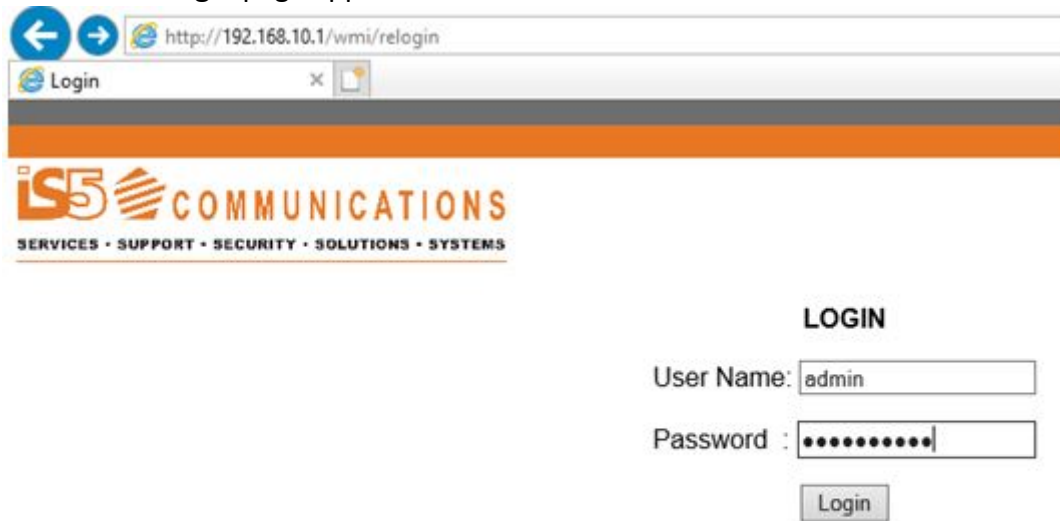 http://192.168.10.1/wmi/relogin
Login
iS5 COMMUNICATIONS
SERVICES • SUPPORT • SECURITY • SOLUTIONS • SYSTEMS
LOGIN
User Name: admin
Password : ••••••••••
Login